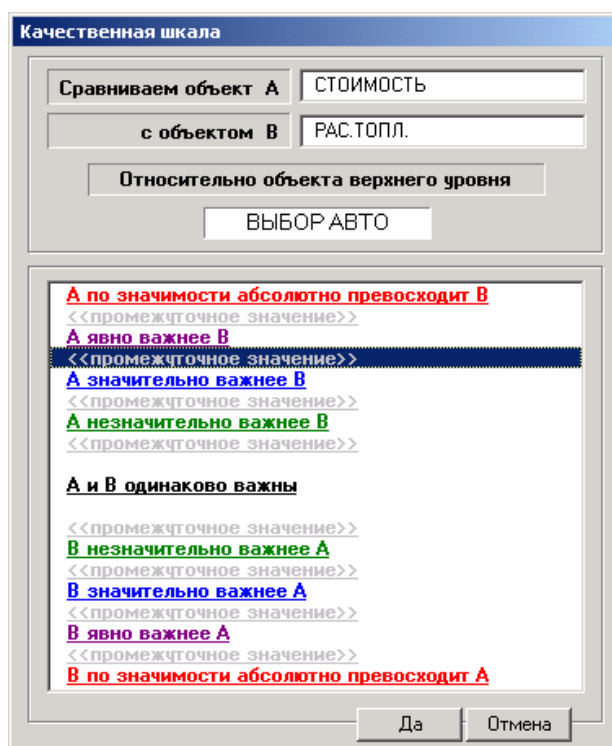 Качественная шкала
Сравниваем объект A
СТОИМОСТЬ
с объектом B
РАС.ТОПЛ.
Относительно объекта верхнего уровня
ВЫБОР АВТО
А по значимости абсолютно превосходит В
<<промежуточное значение>>
А явно важнее В
<<промежуточное значение>>
А значительно важнее В
<<промежуточное значение>>
А незначительно важнее В
<<промежуточное значение>>
А и В одинаково важны
<<промежуточное значение>>
В незначительно важнее А
<<промежуточное значение>>
В значительно важнее А
<<промежуточное значение>>
В явно важнее А
<<промежуточное значение>>
В по значимости абсолютно превосходит А
Да
Отмена